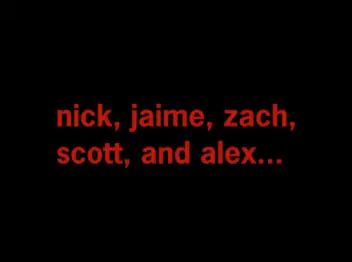 nick, jaime, zach,
scott, and alex...